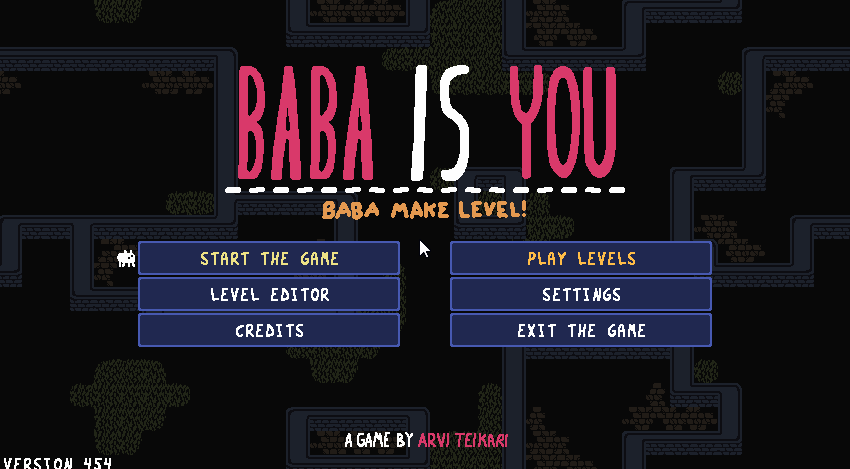 BABA IS YOU
BABA MAKE LEVEL!
START THE GAME
PLAY LEVELS
LEVEL EDITOR
SETTINGS
CREDITS
EXIT THE GAME
A GAME BY ARVI TEIKARI
VERSION 454